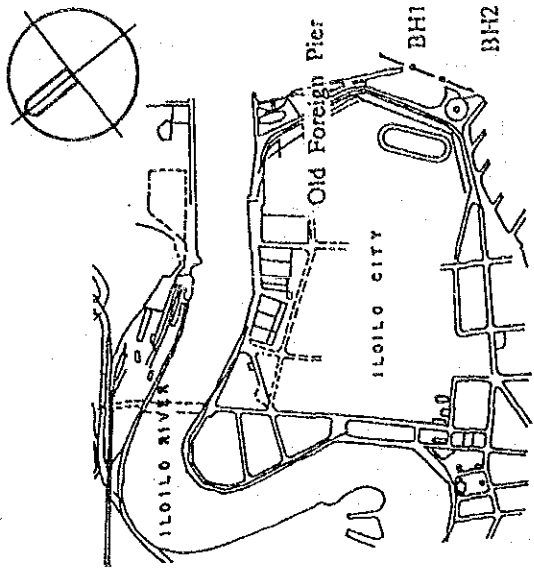 Old Foreign Pier
BH1
BH2
ILOILO CITY
ILOILO RIVER